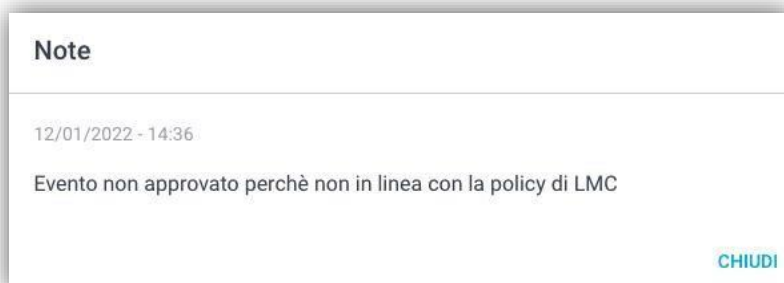 Note
12/01/2022 - 14:36
Evento non approvato perchè non in linea con la policy di LMC
CHIUDI